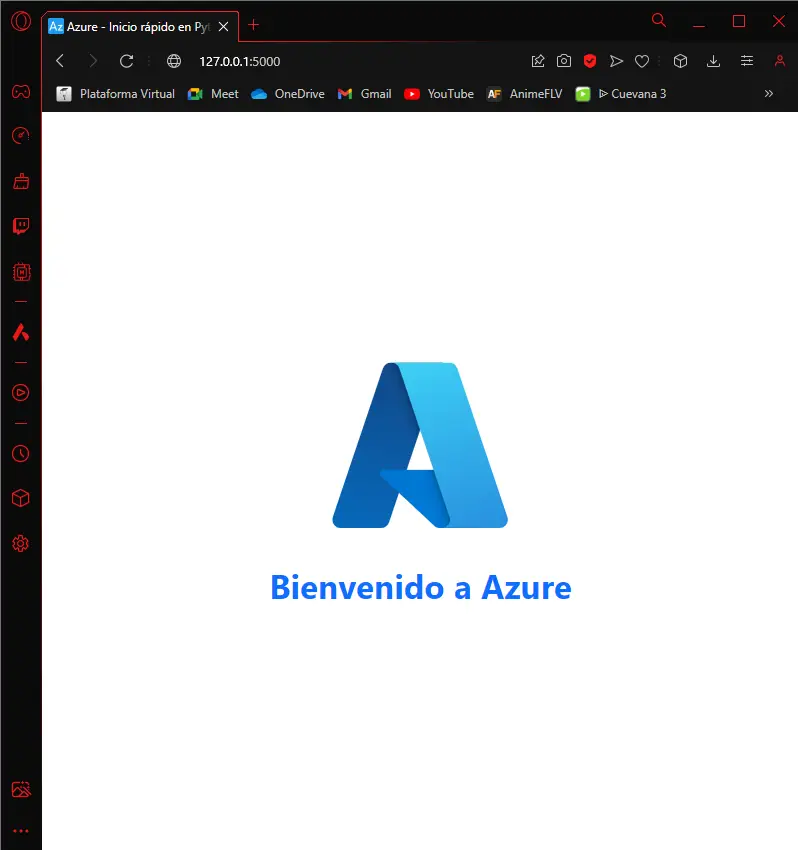 Az Azure - Inicio rápido en Pyt
127.0.0.1:5000
Plataforma Virtual Meet OneDrive Gmail YouTube AF AnimeFLV ᐈ Cuevana 3
Bienvenido a Azure